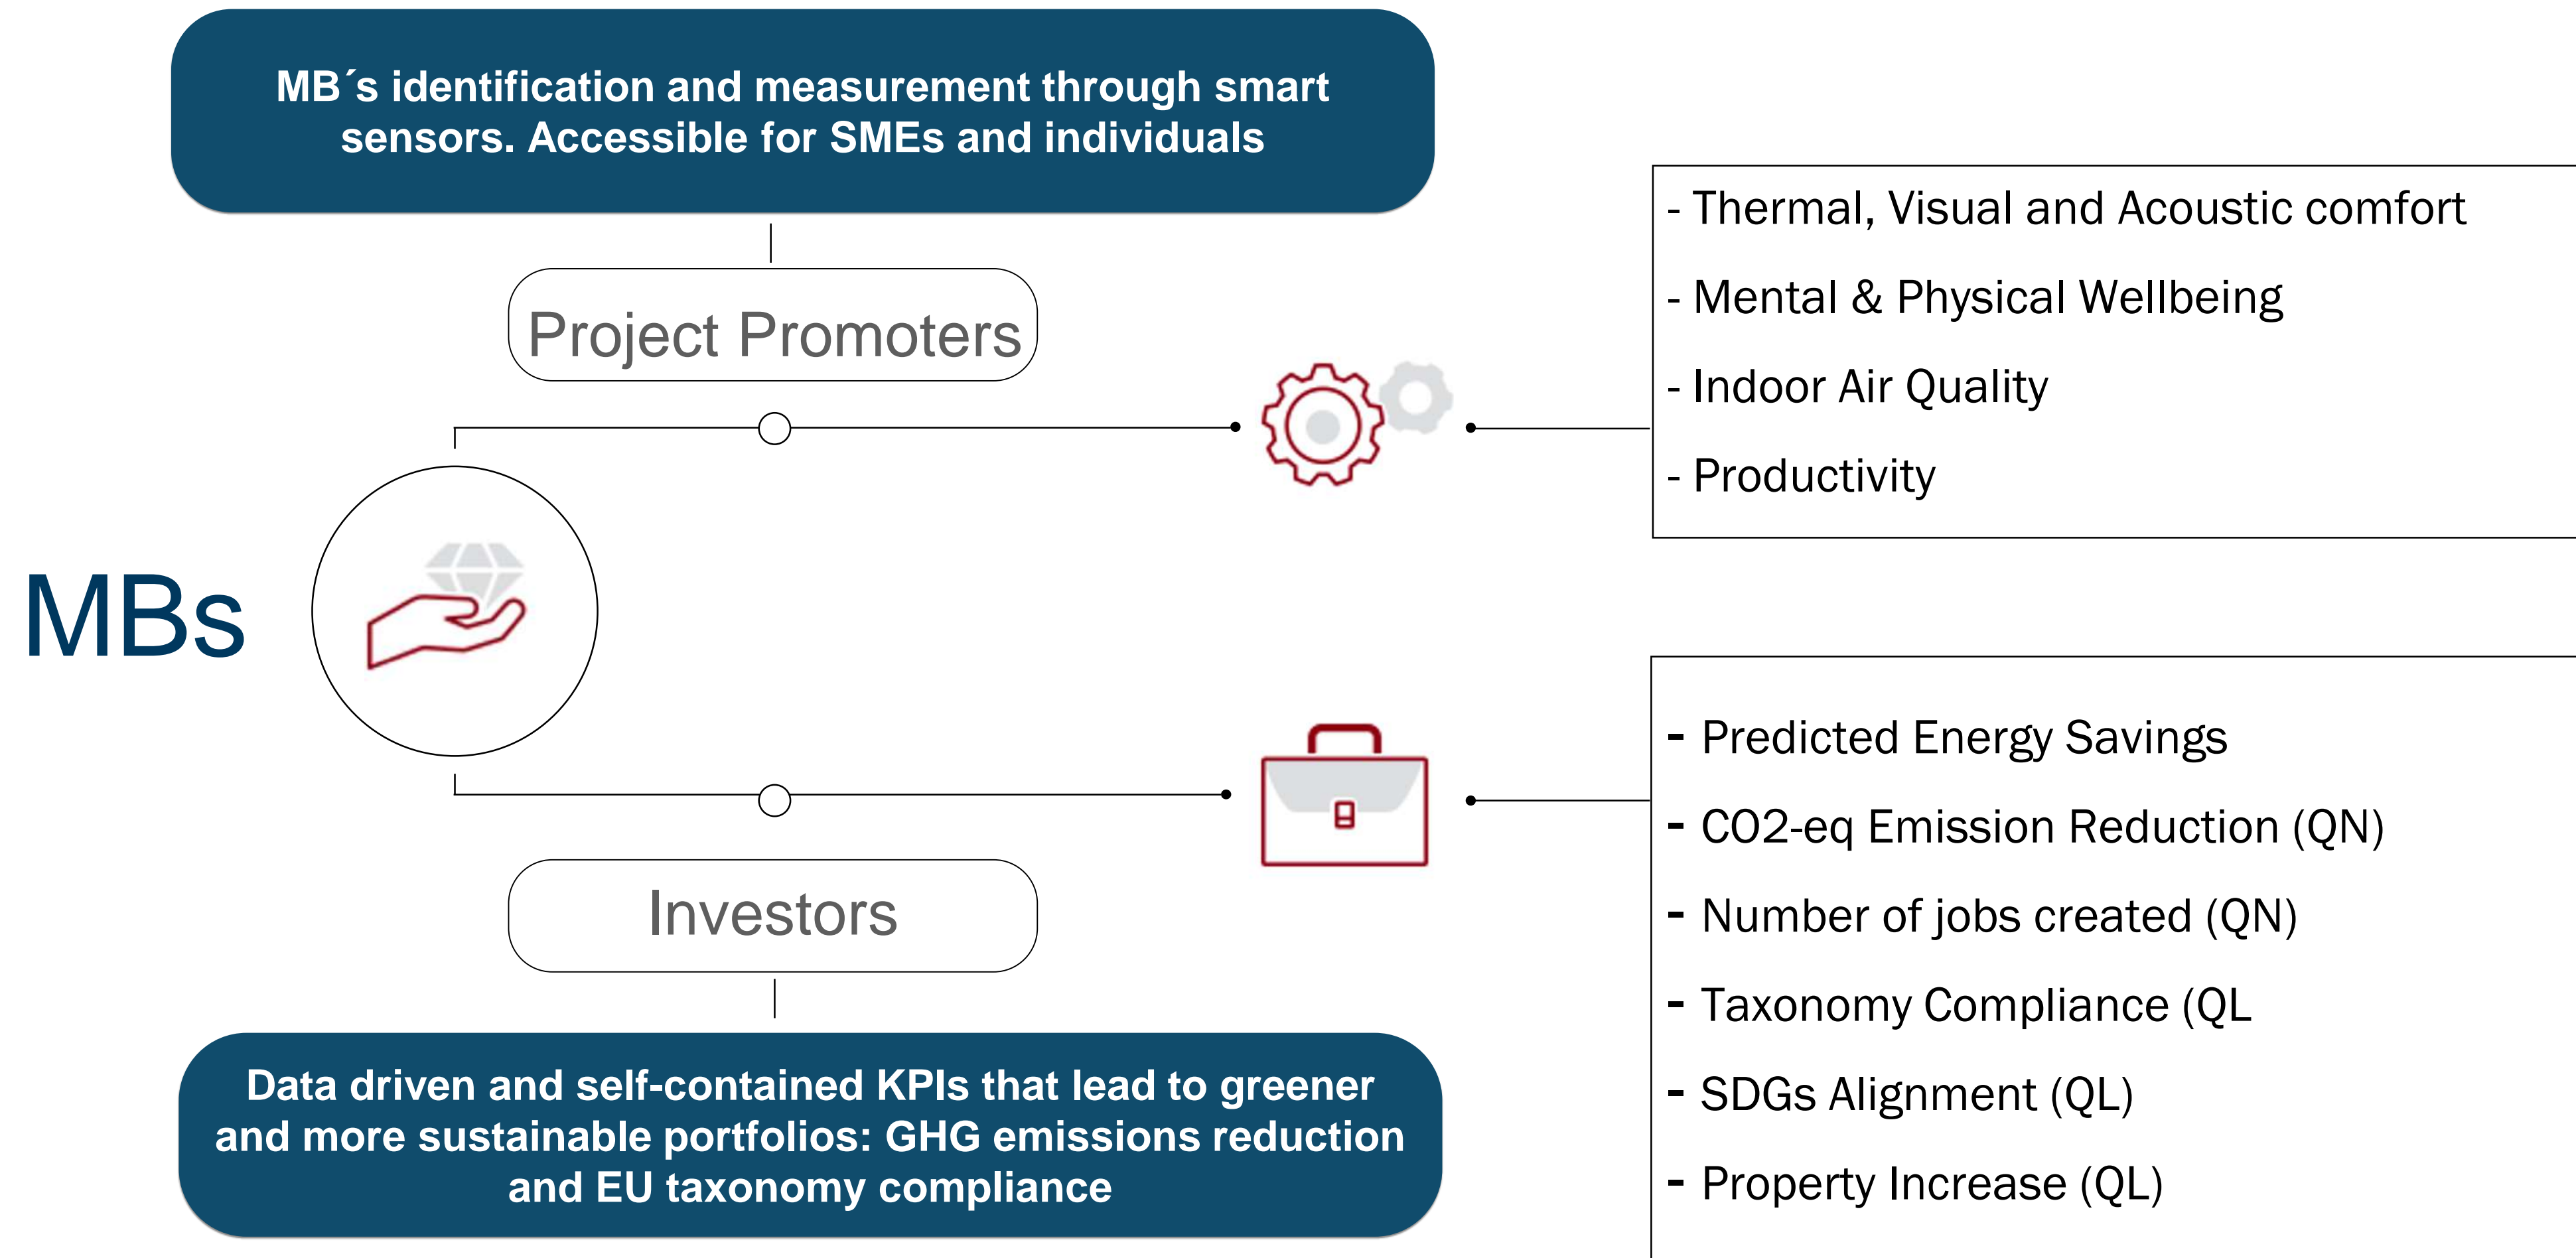 MB´s identification and measurement through smart
sensors. Accessible for SMEs and individuals
Project Promoters
- Thermal, Visual and Acoustic comfort
- Mental & Physical Wellbeing
- Indoor Air Quality
- Productivity
MBs
- Predicted Energy Savings
- CO2-eq Emission Reduction (QN)
- Number of jobs created (QN)
- Taxonomy Compliance (QL
- SDGs Alignment (QL)
- Property Increase (QL)
Investors
Data driven and self-contained KPIs that lead to greener
and more sustainable portfolios: GHG emissions reduction
and EU taxonomy compliance